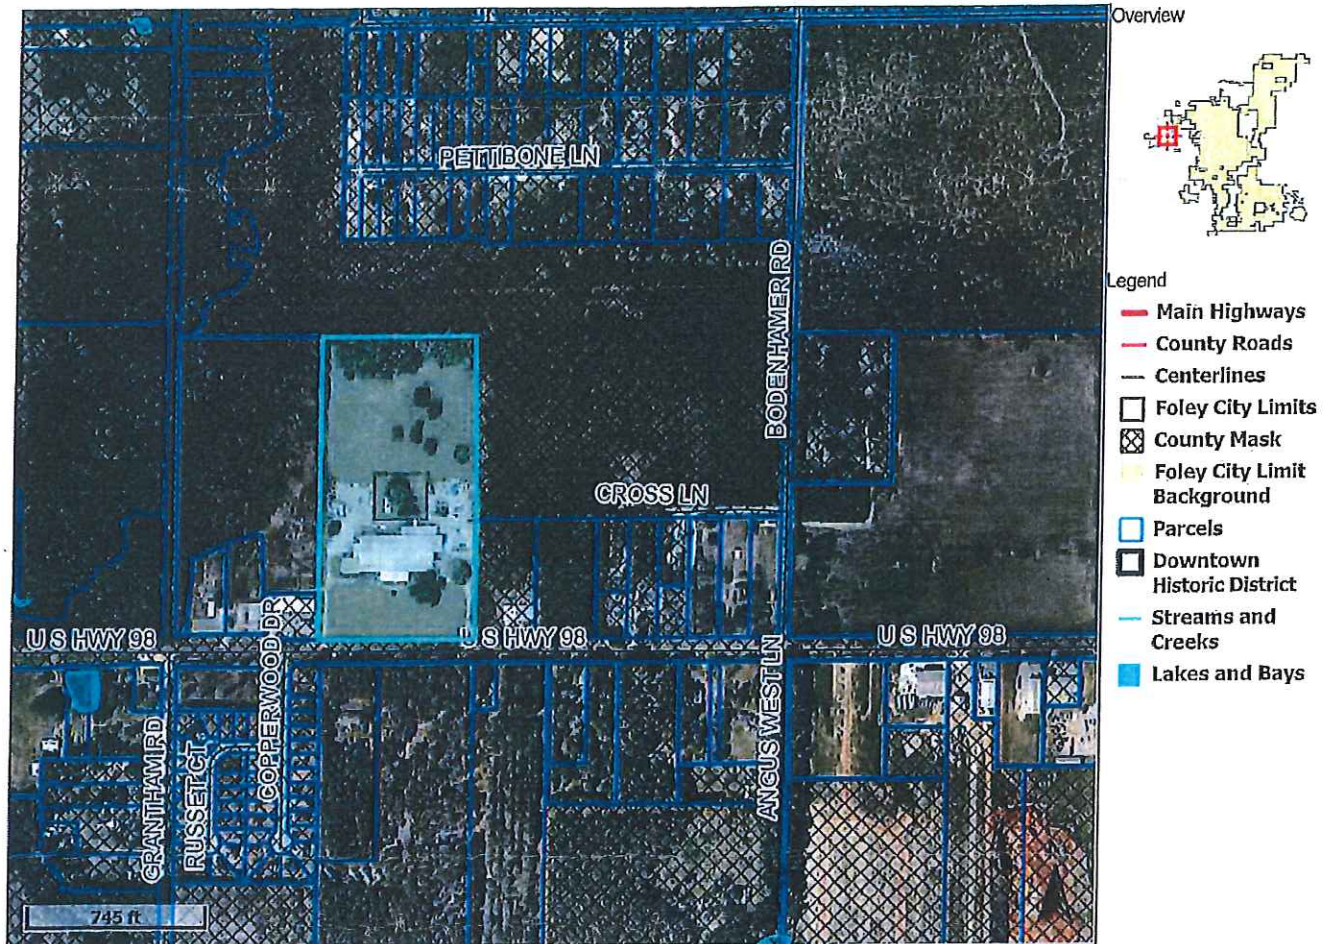 Overview
PETTIBONE LN
BODENHAMER RD
CROSS LN
U S HWY 98
COPPERWOOD DR
U S HWY 98
U S HWY 98
GRANTHAM RD
RUSSET CT
ANGUS WEST LN
745 ft
Legend
Main Highways
County Roads
Centerlines
Foley City Limits
County Mask
Foley City Limit
Background
Parcels
Downtown
Historic District
Streams and
Creeks
Lakes and Bays